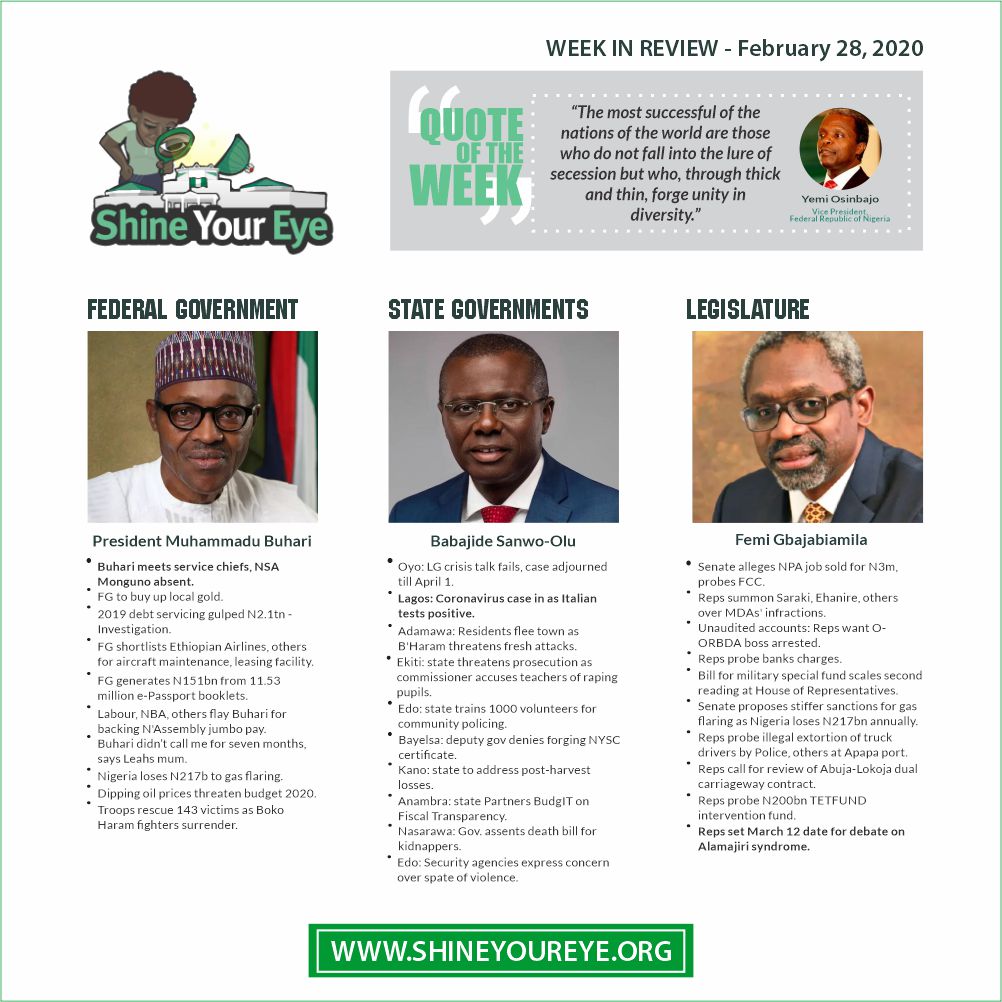 WEEK IN REVIEW - February 28, 2020
Shine Your Eye
QUOTE
OF THE
WEEK
“The most successful of the
nations of the world are those
who do not fall into the lure of
secession but who, through thick
and thin, forge unity in
diversity.”
Yemi Osinbajo
Vice President,
Federal Republic of Nigeria
FEDERAL GOVERNMENT
President Muhammadu Buhari
• Buhari meets service chiefs, NSA
Monguno absent.
• FG to buy up local gold.
• 2019 debt servicing gulped N2.1tn -
Investigation.
• FG shortlists Ethiopian Airlines, others
for aircraft maintenance, leasing facility.
• FG generates N151bn from 11.53
million e-Passport booklets.
• Labour, NBA, others flay Buhari for
backing N'Assembly jumbo pay.
• Buhari didn't call me for seven months,
says Leahs mum.
• Nigeria loses N217b to gas flaring.
• Dipping oil prices threaten budget 2020.
• Troops rescue 143 victims as Boko
Haram fighters surrender.
STATE GOVERNMENTS
Babajide Sanwo-Olu
• Oyo: LG crisis talk fails, case adjourned
till April 1.
• Lagos: Coronavirus case in as Italian
tests positive.
• Adamawa: Residents flee town as
B'Haram threatens fresh attacks.
• Ekiti: state threatens prosecution as
commissioner accuses teachers of raping
pupils.
• Edo: state trains 1000 volunteers for
community policing.
• Bayelsa: deputy gov denies forging NYSC
certificate.
• Kano: state to address post-harvest
losses.
• Anambra: state Partners BudgIT on
Fiscal Transparency.
• Nasarawa: Gov. assents death bill for
kidnappers.
• Edo: Security agencies express concern
over spate of violence.
LEGISLATURE
Femi Gbajabiamila
• Senate alleges NPA job sold for N3m,
probes FCC.
• Reps summon Saraki, Ehanire, others
over MDAs' infractions.
• Unaudited accounts: Reps want O-
ORBDA boss arrested.
• Reps probe banks charges.
• Bill for military special fund scales second
reading at House of Representatives.
• Senate proposes stiffer sanctions for gas
flaring as Nigeria loses N217bn annually.
• Reps probe illegal extortion of truck
drivers by Police, others at Apapa port.
• Reps call for review of Abuja-Lokoja dual
carriageway contract.
• Reps probe N200bn TETFUND
intervention fund.
• Reps set March 12 date for debate on
Alamajiri syndrome.
WWW.SHINEYOUREYE.ORG